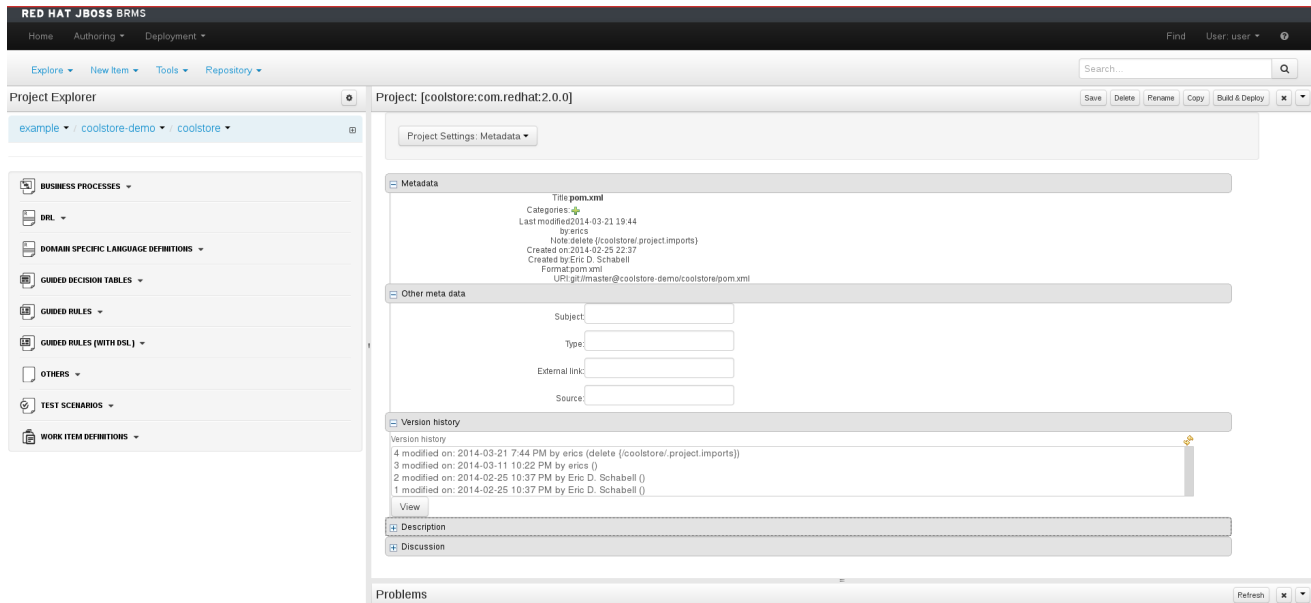 RED HAT JBOSS BRMS
Home Authoring Deployment Find User: user
Explore New Item Tools Repository Search...
Project Explorer
Project: [coolstore:com.redhat:2.0.0] Save Delete Rename Copy Build & Deploy
example / coolstore-demo / coolstore
Project Settings: Metadata
BUSINESS PROCESSES
DRL
DOMAIN SPECIFIC LANGUAGE DEFINITIONS
GUIDED DECISION TABLES
GUIDED RULES
GUIDED RULES (WITH DSL)
OTHERS
TEST SCENARIOS
WORK ITEM DEFINITIONS
Metadata
Title:pom.xml
Categories:
Last modified2014-03-21 19:44
by:erics
Note:delete {/coolstore/.project.imports}
Created on:2014-02-25 22:37
Created by:Eric D. Schabell
Format:pom xml
URI:git://master@coolstore-demo/coolstore/pom.xml
Other meta data
Subject:
Type:
External link:
Source:
Version history
Version history
4 modified on: 2014-03-21 7:44 PM by erics (delete {/coolstore/.project.imports})
3 modified on: 2014-03-11 10:22 PM by erics ()
2 modified on: 2014-02-25 10:37 PM by Eric D. Schabell ()
1 modified on: 2014-02-25 10:37 PM by Eric D. Schabell ()
View
Description
Discussion
Problems Refresh